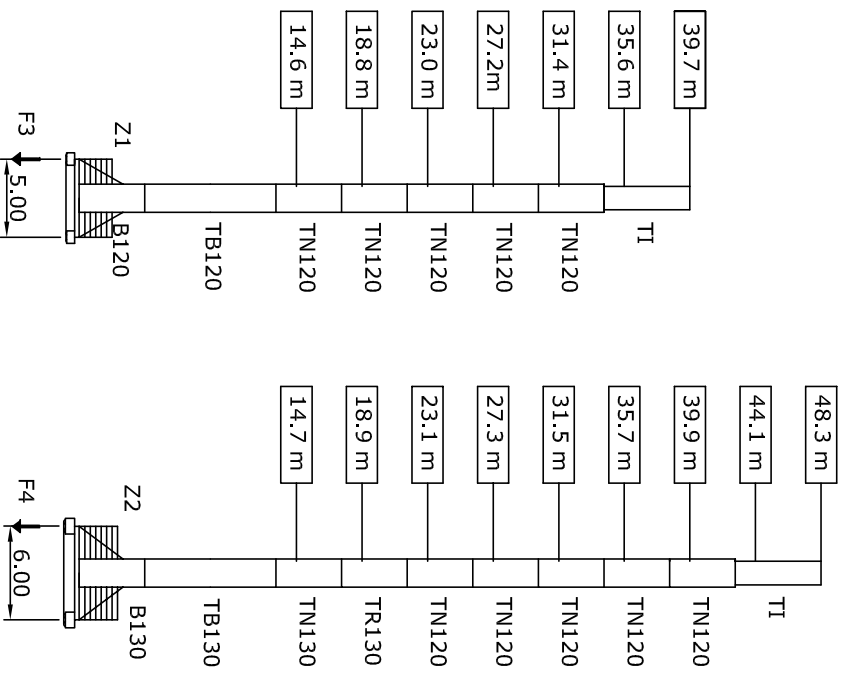 39.7 m
35.6 m
TI
31.4 m
TN120
27.2m
TN120
23.0 m
TN120
18.8 m
TN120
14.6 m
TN120
TB120
Z1
B120
F3
5.00
48.3 m
44.1 m
TI
39.9 m
TN120
35.7 m
TN120
31.5 m
TN120
27.3 m
TN120
23.1 m
TN120
18.9 m
TR130
14.7 m
TN130
TB130
Z2
B130
F4
6.00